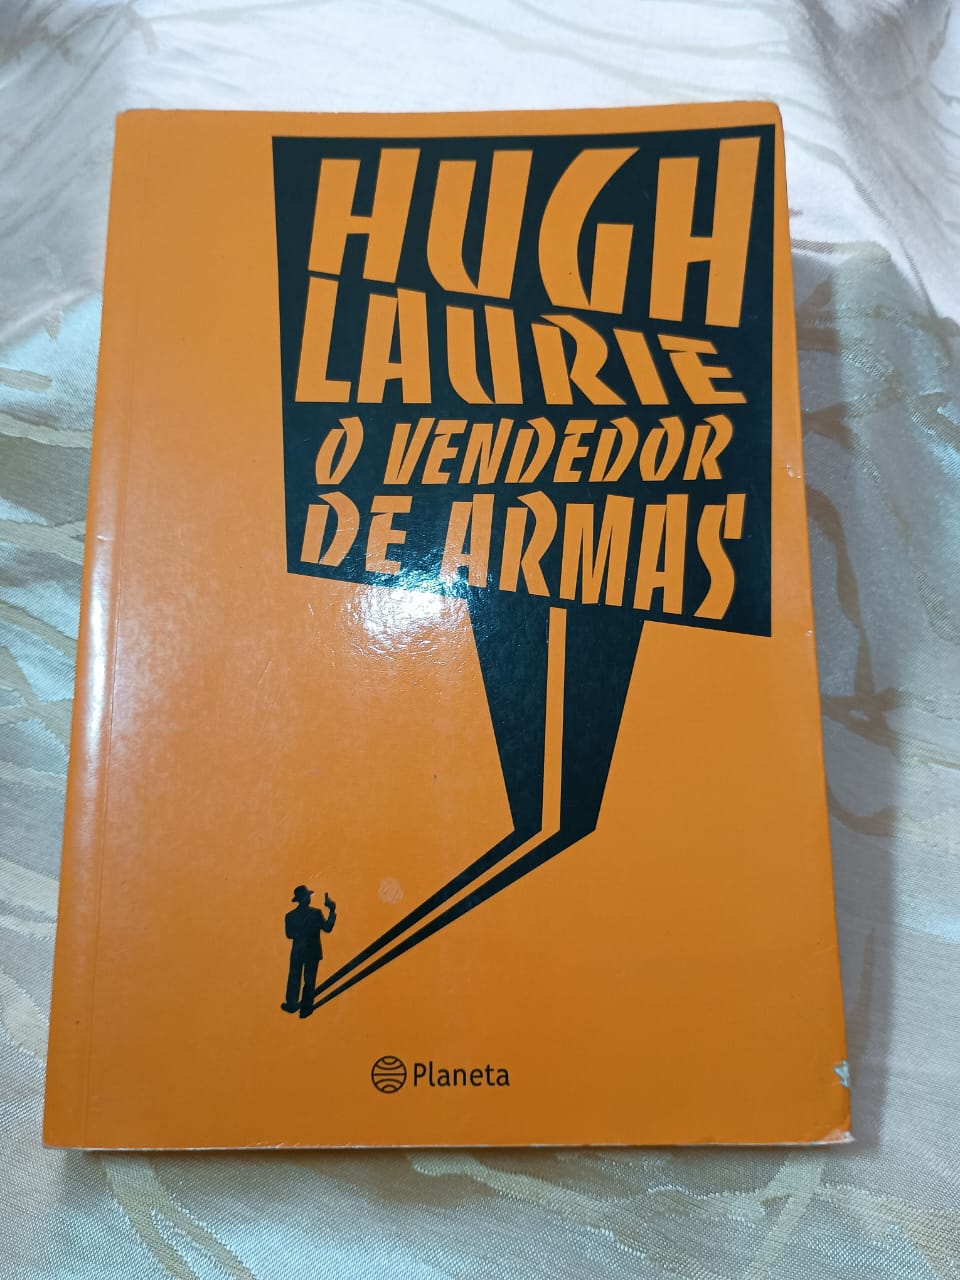 HUGH
LAURIE
O VENDEDOR
DE ARMAS
Planeta